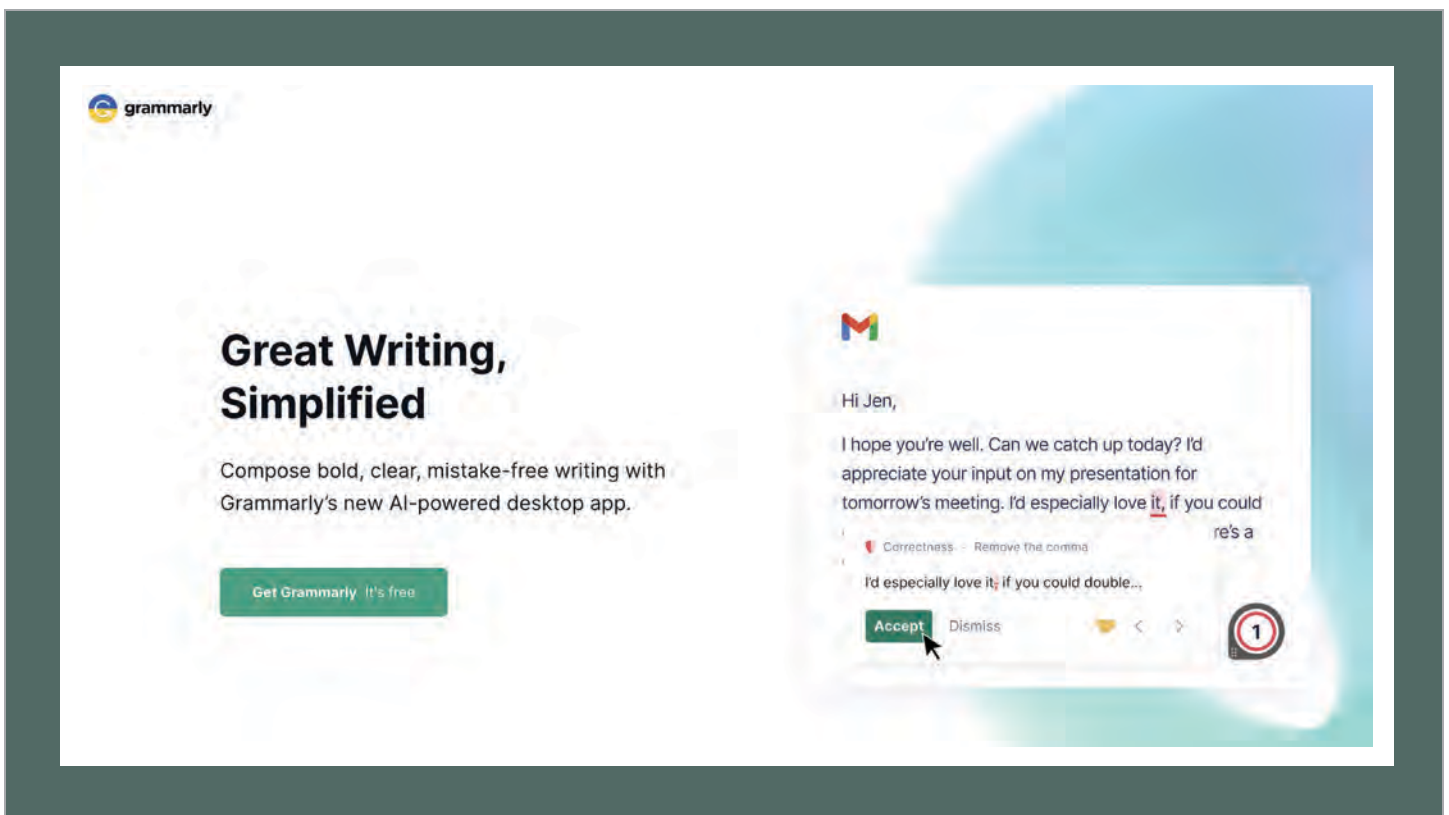 grammarly
Great Writing,
Simplified
Compose bold, clear, mistake-free writing with
Grammarly's new AI-powered desktop app.
Get Grammarly It's free
Hi Jen,
I hope you're well. Can we catch up today? I'd
appreciate your input on my presentation for
tomorrow's meeting. I'd especially love it, if you could
re's a
Correctness - Remove the comma
I'd especially love it, if you could double...
Accept Dismiss
1